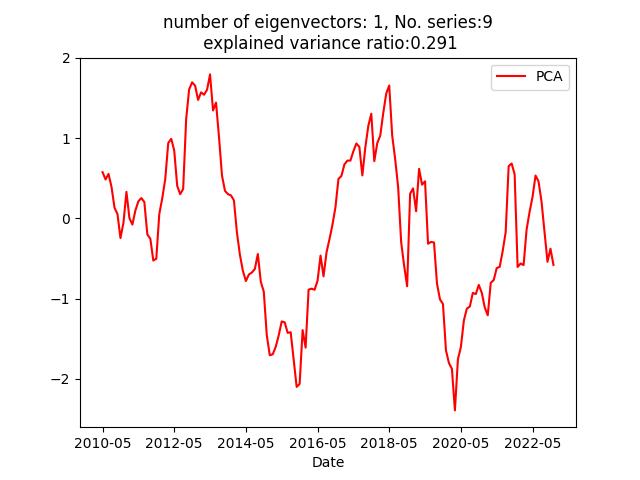 number of eigenvectors: 1, No. series:9
explained variance ratio:0.291
PCA
2
1
0
−1
−2
2010-05 2012-05 2014-05 2016-05 2018-05 2020-05 2022-05
Date